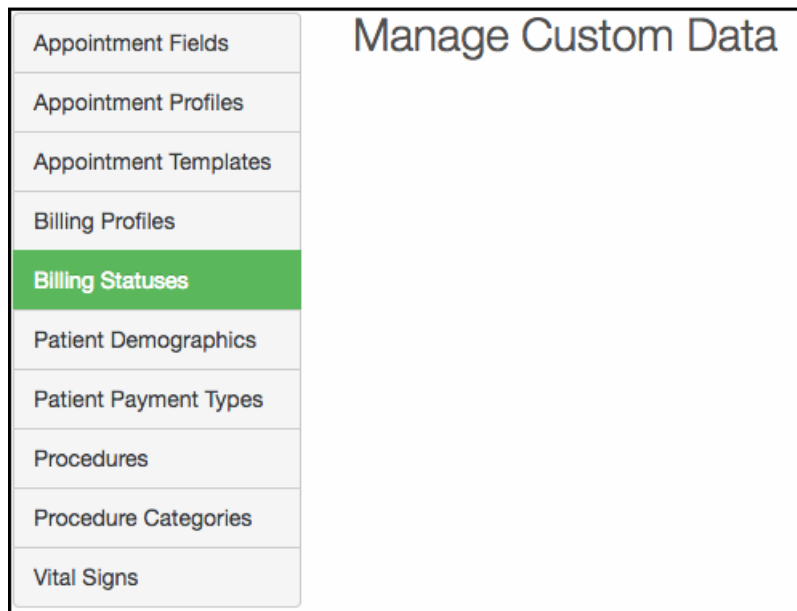 Manage Custom Data
Appointment Fields
Appointment Profiles
Appointment Templates
Billing Profiles
Billing Statuses
Patient Demographics
Patient Payment Types
Procedures
Procedure Categories
Vital Signs